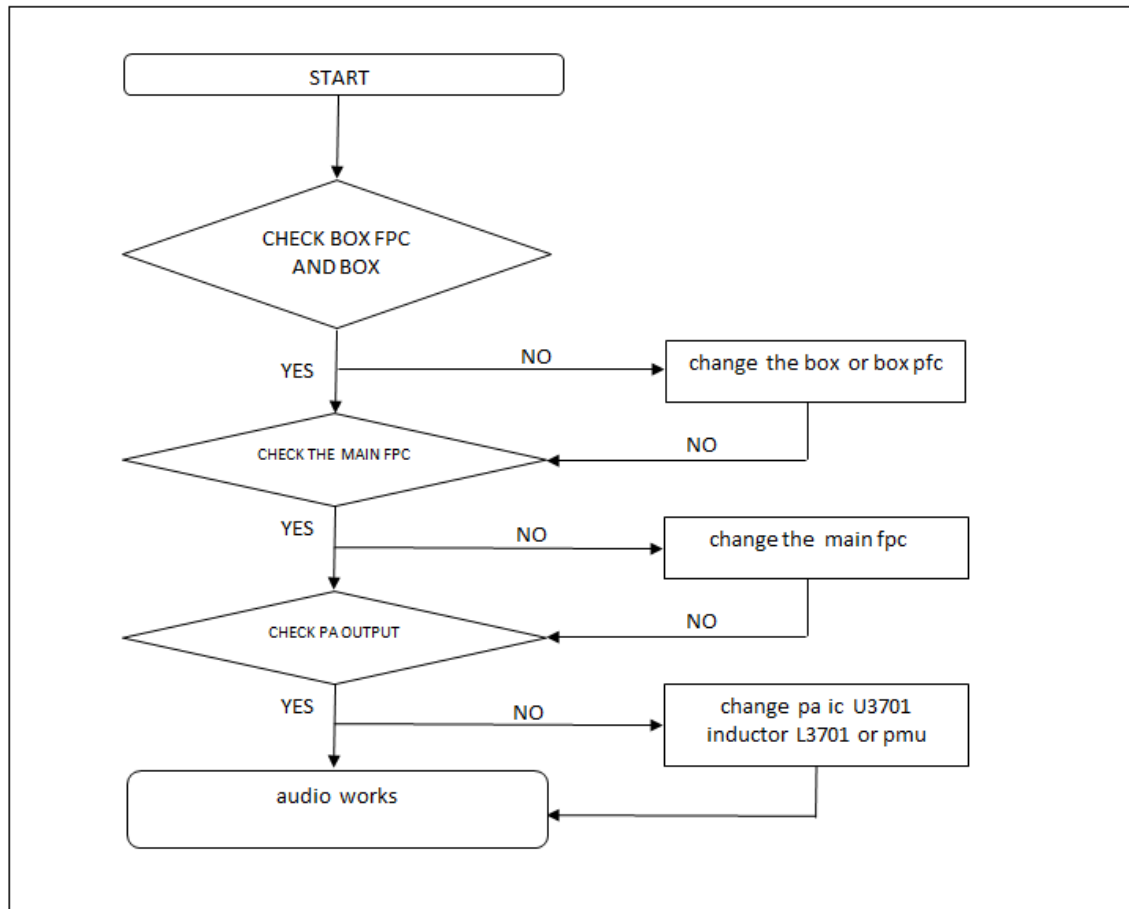 START
CHECK BOX FPC
AND BOX
NO
YES
change the box or box pfc
CHECK THE MAIN FPC
NO
YES
NO
change the main fpc
CHECK PA OUTPUT
NO
YES
NO
change pa ic U3701
inductor L3701 or pmu
audio works